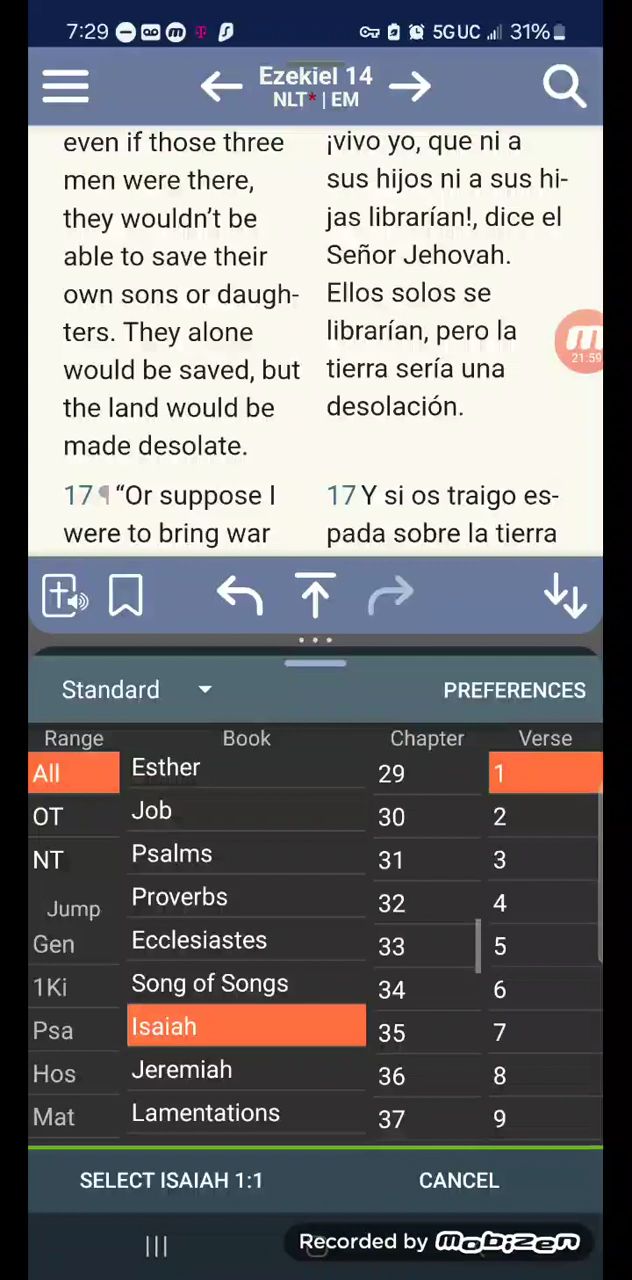 7:29 5G UC 31%
Ezekiel 14
NLT* | EM
even if those three
men were there,
they wouldn't be
able to save their
own sons or daugh-
ters. They alone
would be saved, but
the land would be
made desolate.
17 ¶ “Or suppose I
were to bring war
¡vivo yo, que ni a
sus hijos ni a sus hi-
jas librarían!, dice el
Señor Jehovah.
Ellos solos se
librarían, pero la
tierra sería una
desolación.
17 Y si os traigo es-
pada sobre la tierra
21:59
Standard PREFERENCES
Range Book Chapter Verse
All Esther 29 1
OT Job 30 2
NT Psalms 31 3
Jump Proverbs 32 4
Gen Ecclesiastes 33 5
1Ki Song of Songs 34 6
Psa Isaiah 35 7
Hos Jeremiah 36 8
Mat Lamentations 37 9
SELECT ISAIAH 1:1 CANCEL
Recorded by mobizen